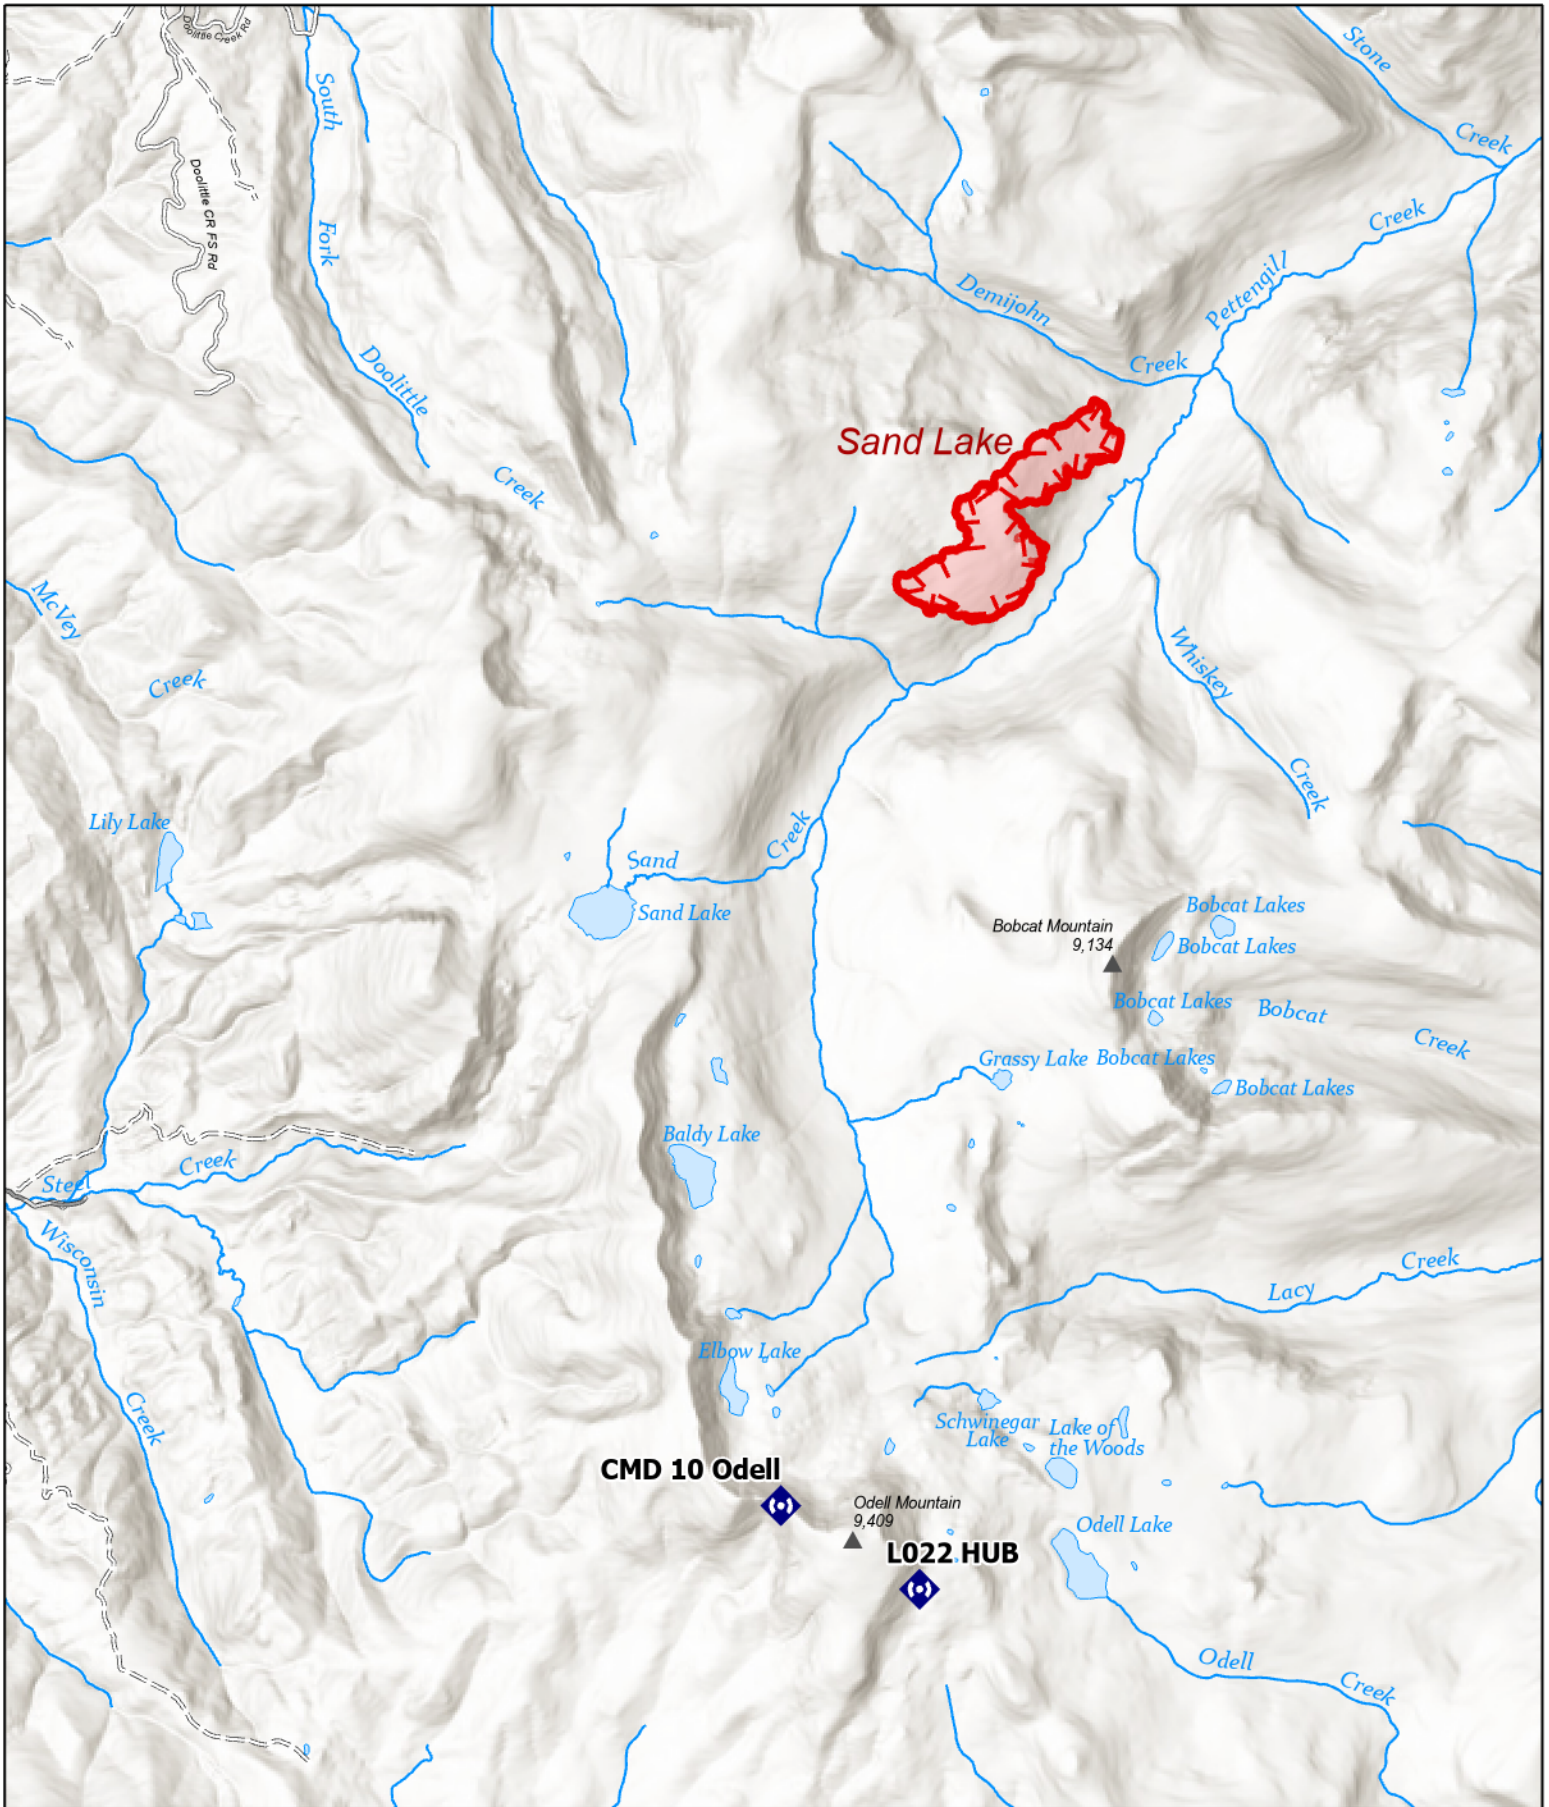 Doolittle Creek Rd
Stone
Creek
South
Fork
Doolittle
Creek
Doolittle CR FS Rd
Creek
Pettengill
Demijohn
Creek
Sand Lake
McVey
Creek
Whiskey
Creek
Lily Lake
Sand
Creek
Sand Lake
Bobcat Mountain
9,134
Bobcat Lakes
Bobcat Lakes
Bobcat Lakes
Bobcat
Creek
Grassy Lake
Bobcat Lakes
Bobcat Lakes
Baldy Lake
Steel
Creek
Wisconsin
Creek
Lacy
Creek
Elbow Lake
Schwinegar
Lake
Lake of
the Woods
CMD 10 Odell
Odell Mountain
9,409
L022 HUB
Odell Lake
Odell
Creek